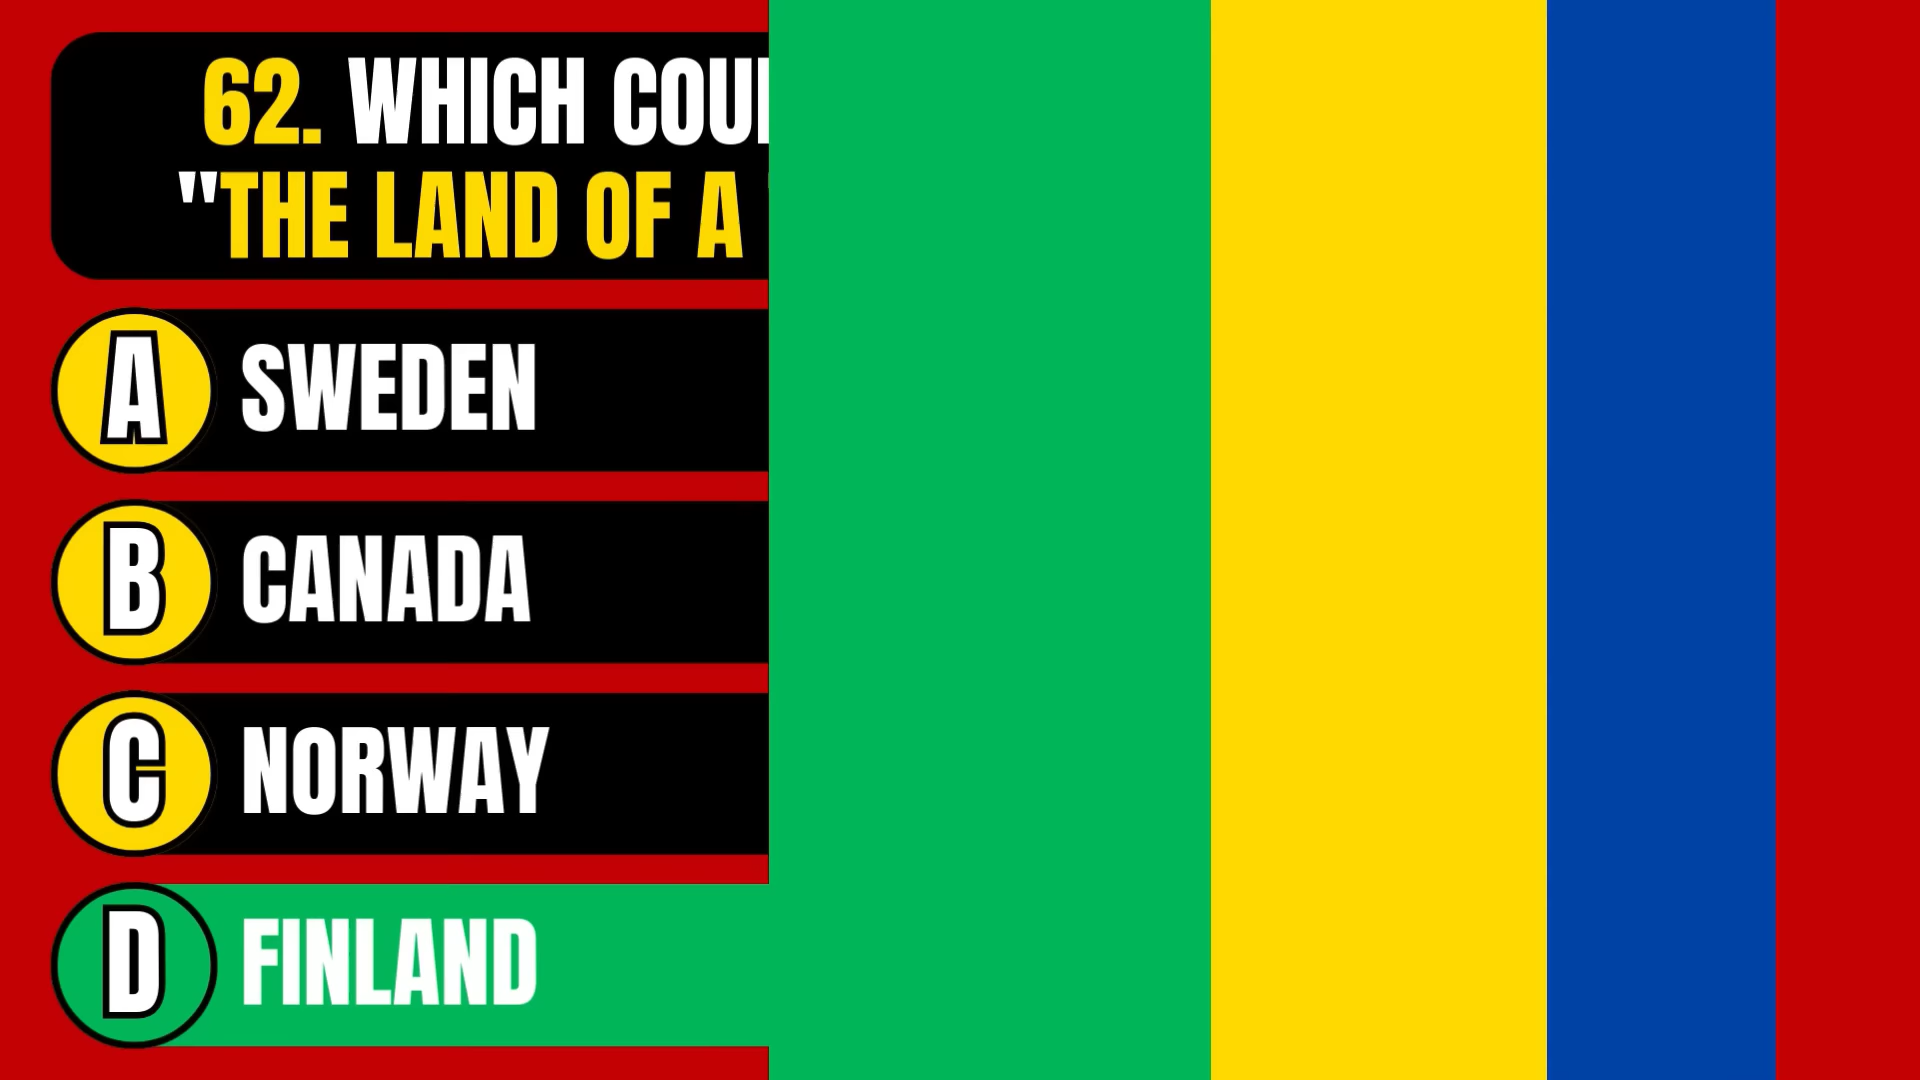 62. WHICH COU
"THE LAND OF A
A SWEDEN
B CANADA
C NORWAY
D FINLAND